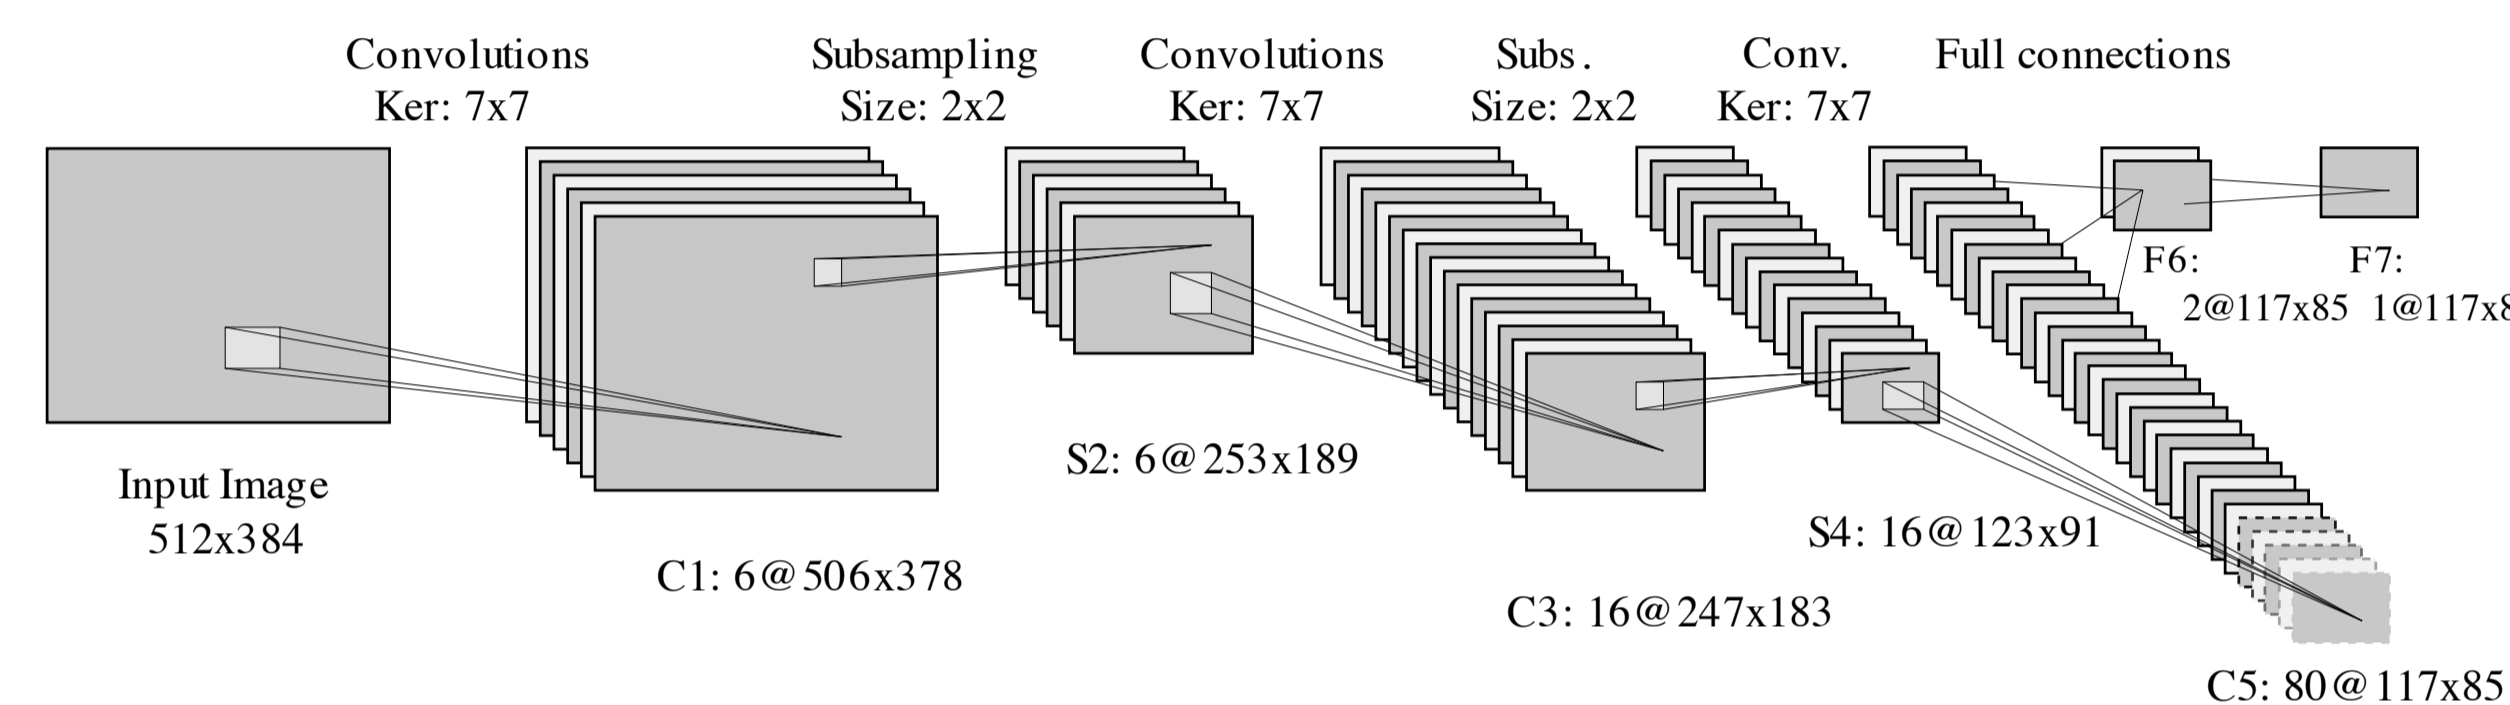 Convolutions
Ker: 7x7
Subsampling
Size: 2x2
Convolutions
Ker: 7x7
Subs.
Size: 2x2
Conv.
Ker: 7x7
Full connections
Input Image
512x384
C1: 6@506x378
S2: 6@253x189
C3: 16@247x183
S4: 16@123x91
C5: 80@117x85
F6:
2@117x85
F7:
1@117x8